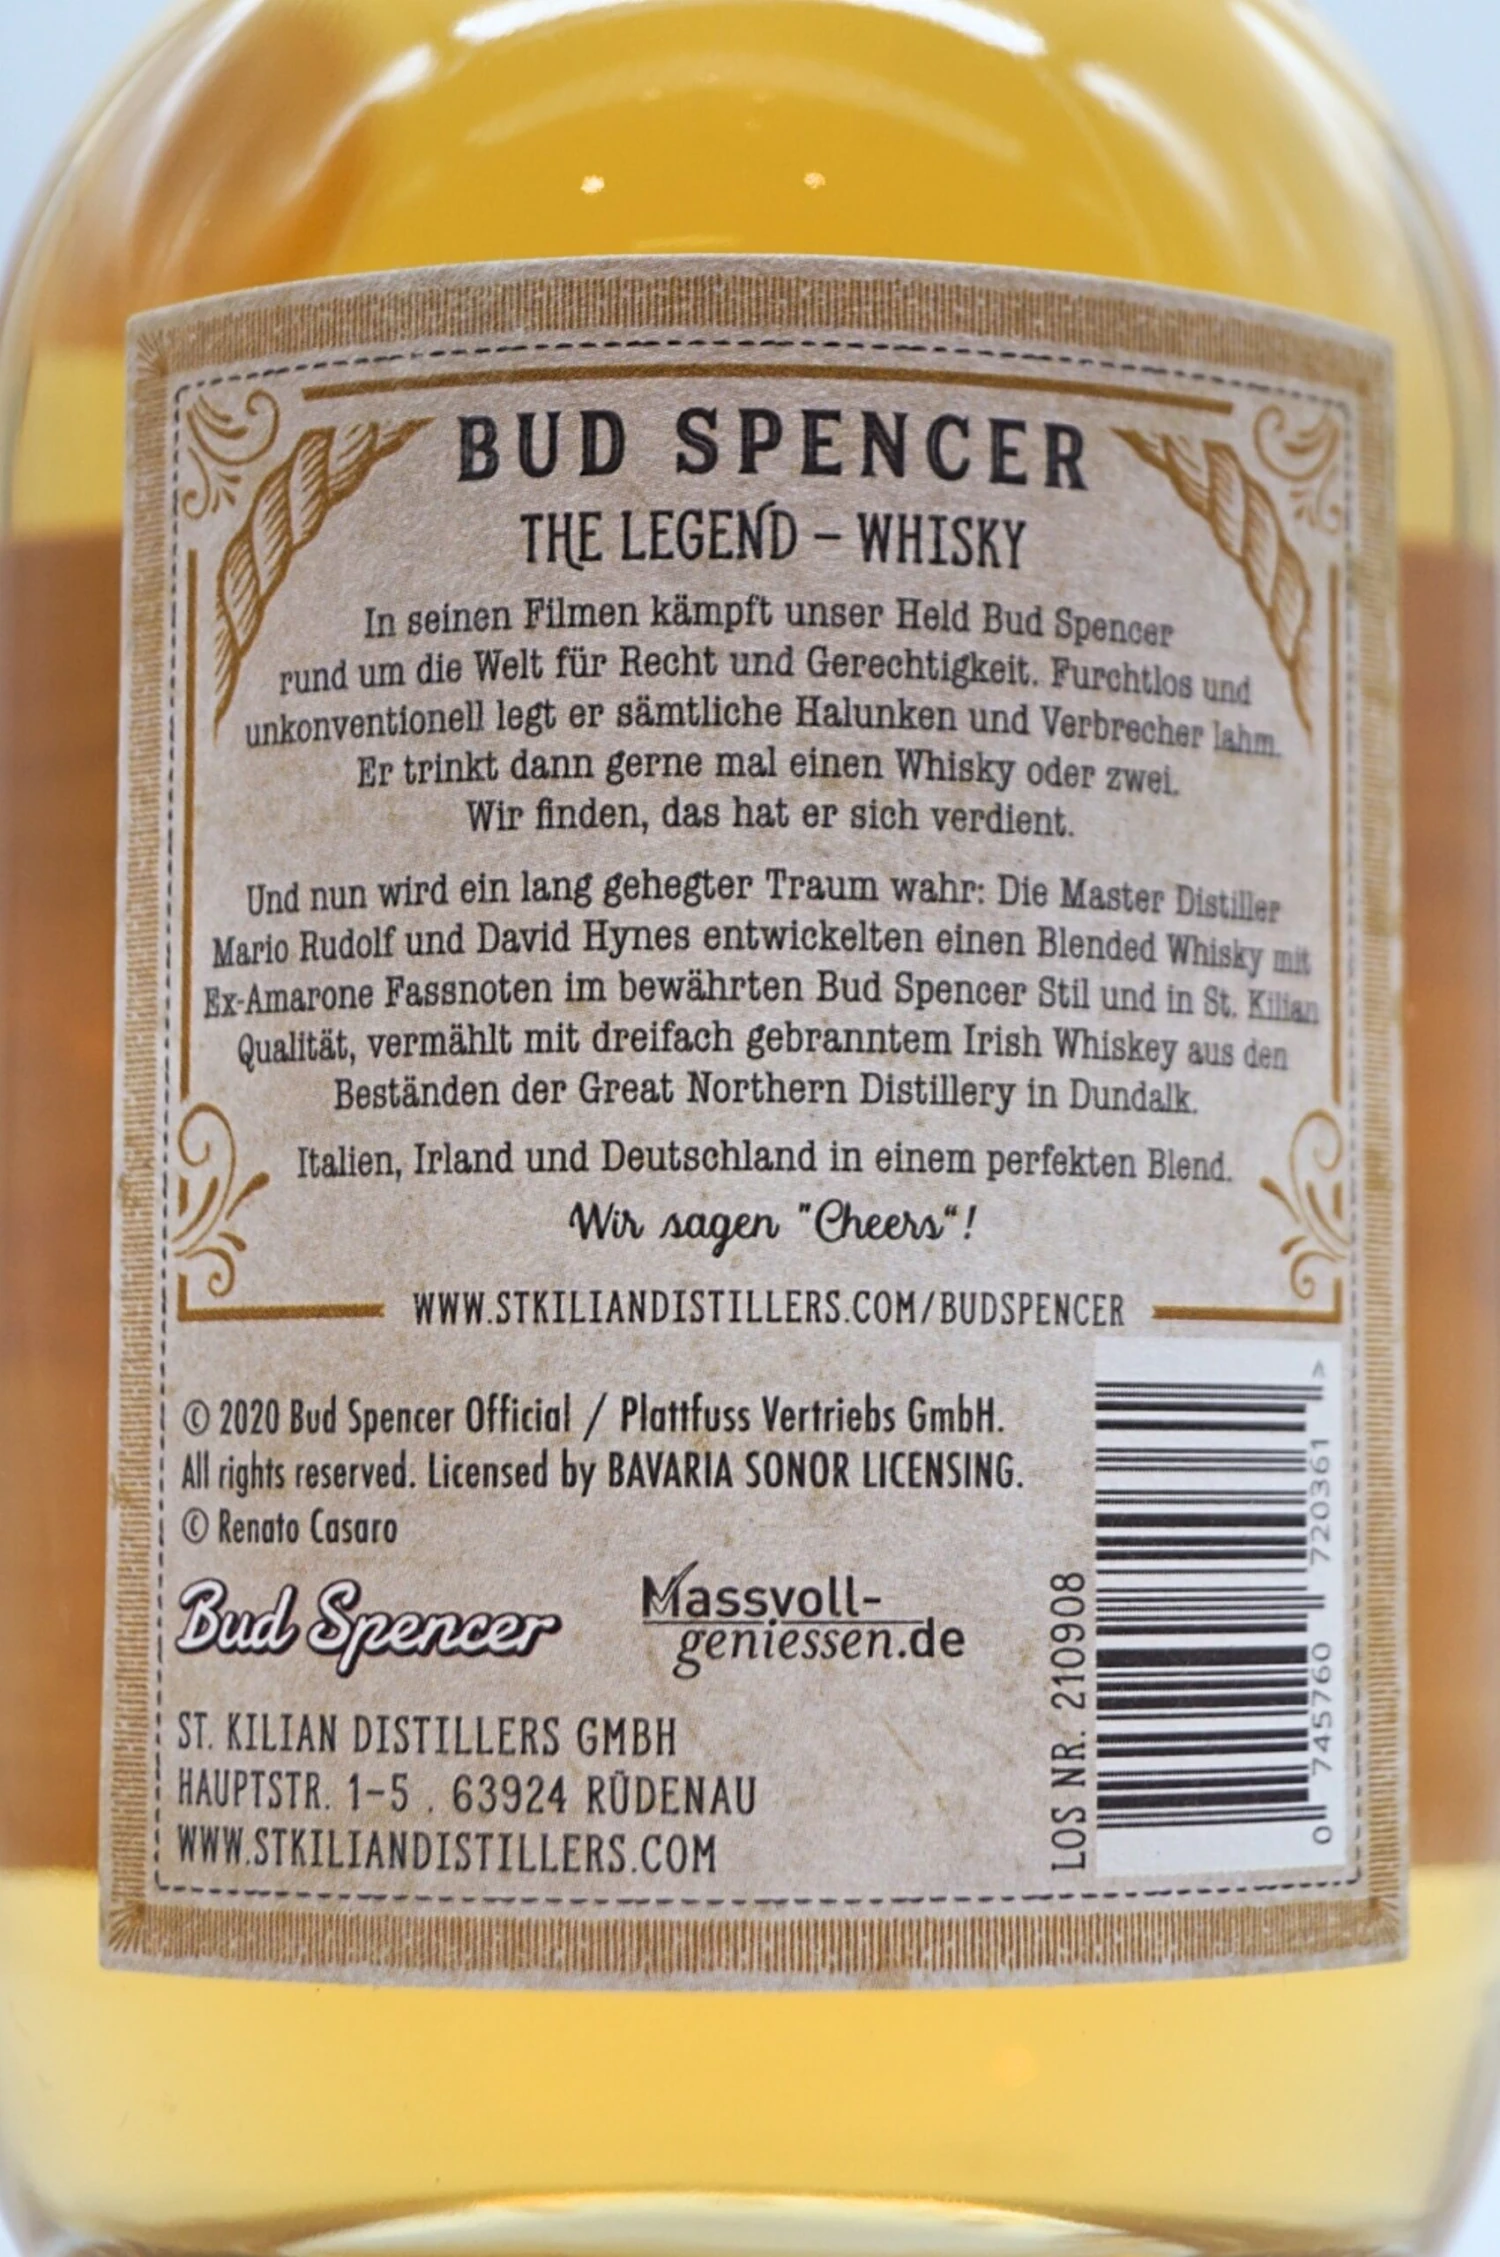 BUD SPENCER
THE LEGEND – WHISKY
In seinen Filmen kämpft unser Held Bud Spencer
rund um die Welt für Recht und Gerechtigkeit. Furchtlos und
unkonventionell legt er sämtliche Halunken und Verbrecher lahm.
Er trinkt dann gerne mal einen Whisky oder zwei.
Wir finden, das hat er sich verdient.
Und nun wird ein lang gehegter Traum wahr: Die Master Distiller
Mario Rudolf und David Hynes entwickelten einen Blended Whisky mit
Ex-Amarone Fassnoten im bewährten Bud Spencer Stil und in St. Kilian
Qualität, vermählt mit dreifach gebranntem Irish Whiskey aus den
Beständen der Great Northern Distillery in Dundalk.
Italien, Irland und Deutschland in einem perfekten Blend.
Wir sagen "Cheers“!
WWW.STKILIANDISTILLERS.COM/BUDSPENCER
© 2020 Bud Spencer Official / Plattfuss Vertriebs GmbH.
All rights reserved. Licensed by BAVARIA SONOR LICENSING.
© Renato Casaro
Bud Spencer
Massvoll-
geniessen.de
ST. KILIAN DISTILLERS GMBH
HAUPTSTR. 1-5 . 63924 RÜDENAU
WWW.STKILIANDISTILLERS.COM
LOS NR. 210908
0 745760 720361 >